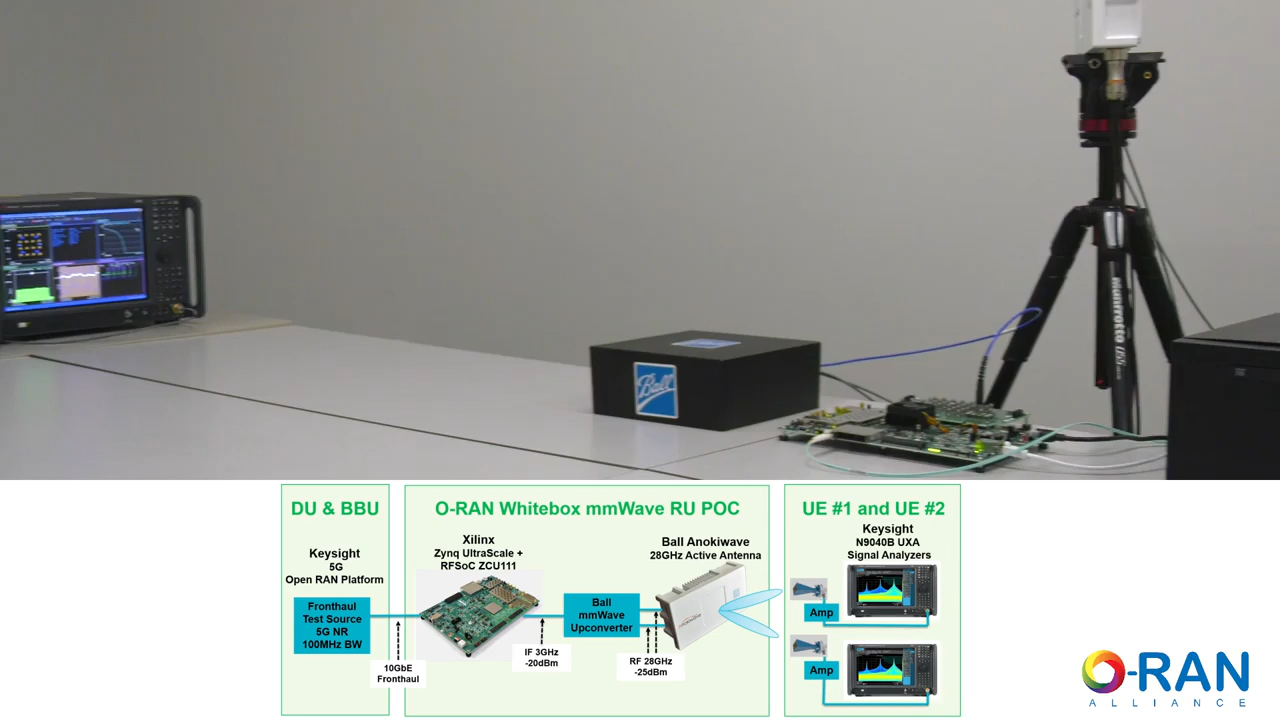 Ball
Manfrotto
DU & BBU
Keysight
5G
Open RAN Platform
Fronthaul
Test Source
5G NR
100MHz BW
10GbE
Fronthaul
O-RAN Whitebox mmWave RU POC
Xilinx
Zynq UltraScale +
RFSoC ZCU111
IF 3GHz
-20dBm
Ball
mmWave
Upconverter
RF 28GHz
-25dBm
Ball Anokiwave
28GHz Active Antenna
UE #1 and UE #2
Keysight
N9040B UXA
Signal Analyzers
Amp
Amp
O-RAN
ALLIANCE